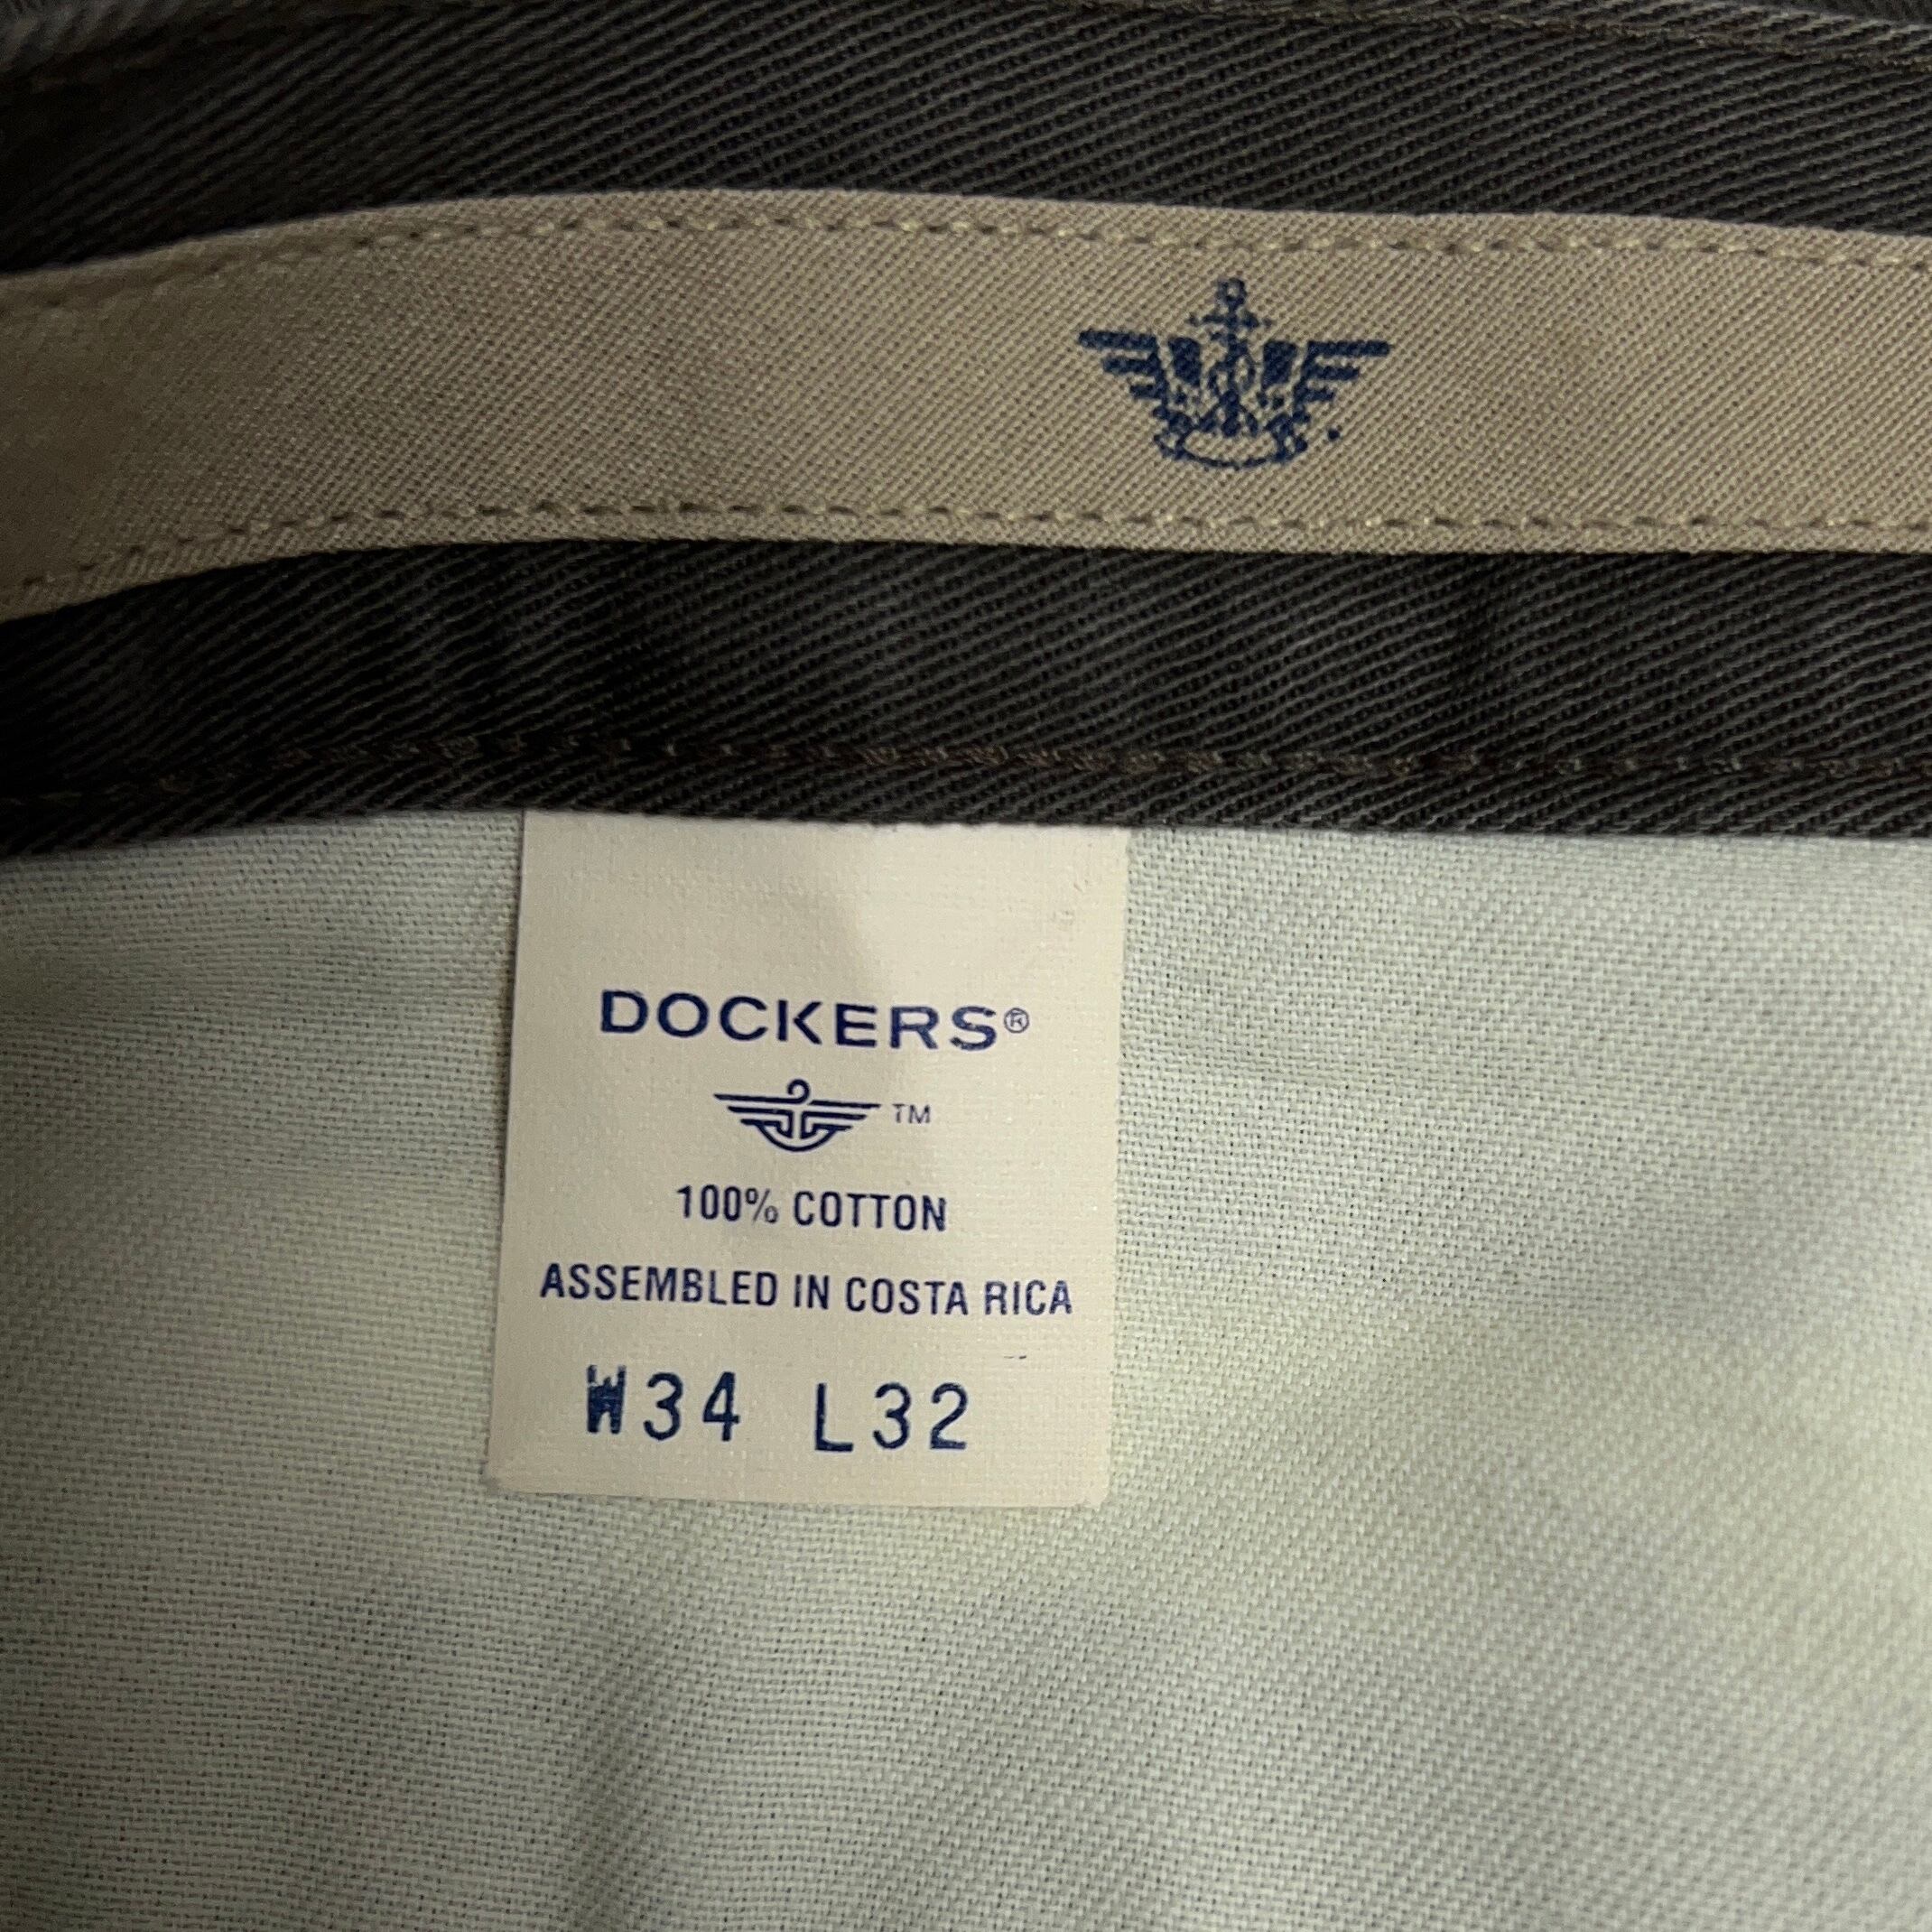 DOCKERS®
™
100% COTTON
ASSEMBLED IN COSTA RICA
W34 L32